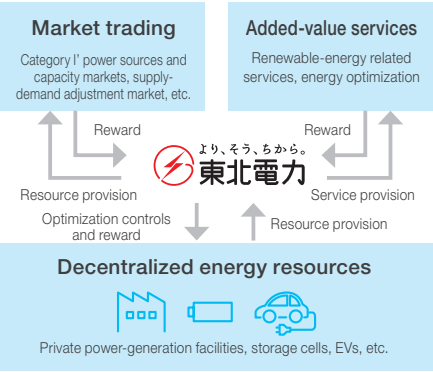 Market trading
Category I' power sources and
capacity markets, supply-
demand adjustment market, etc.
Added-value services
Renewable-energy related
services, energy optimization
Reward
Reward
より、そう、ちから。
東北電力
Resource provision
Service provision
Optimization controls
and reward
Resource provision
Decentralized energy resources
Private power-generation facilities, storage cells, EVs, etc.